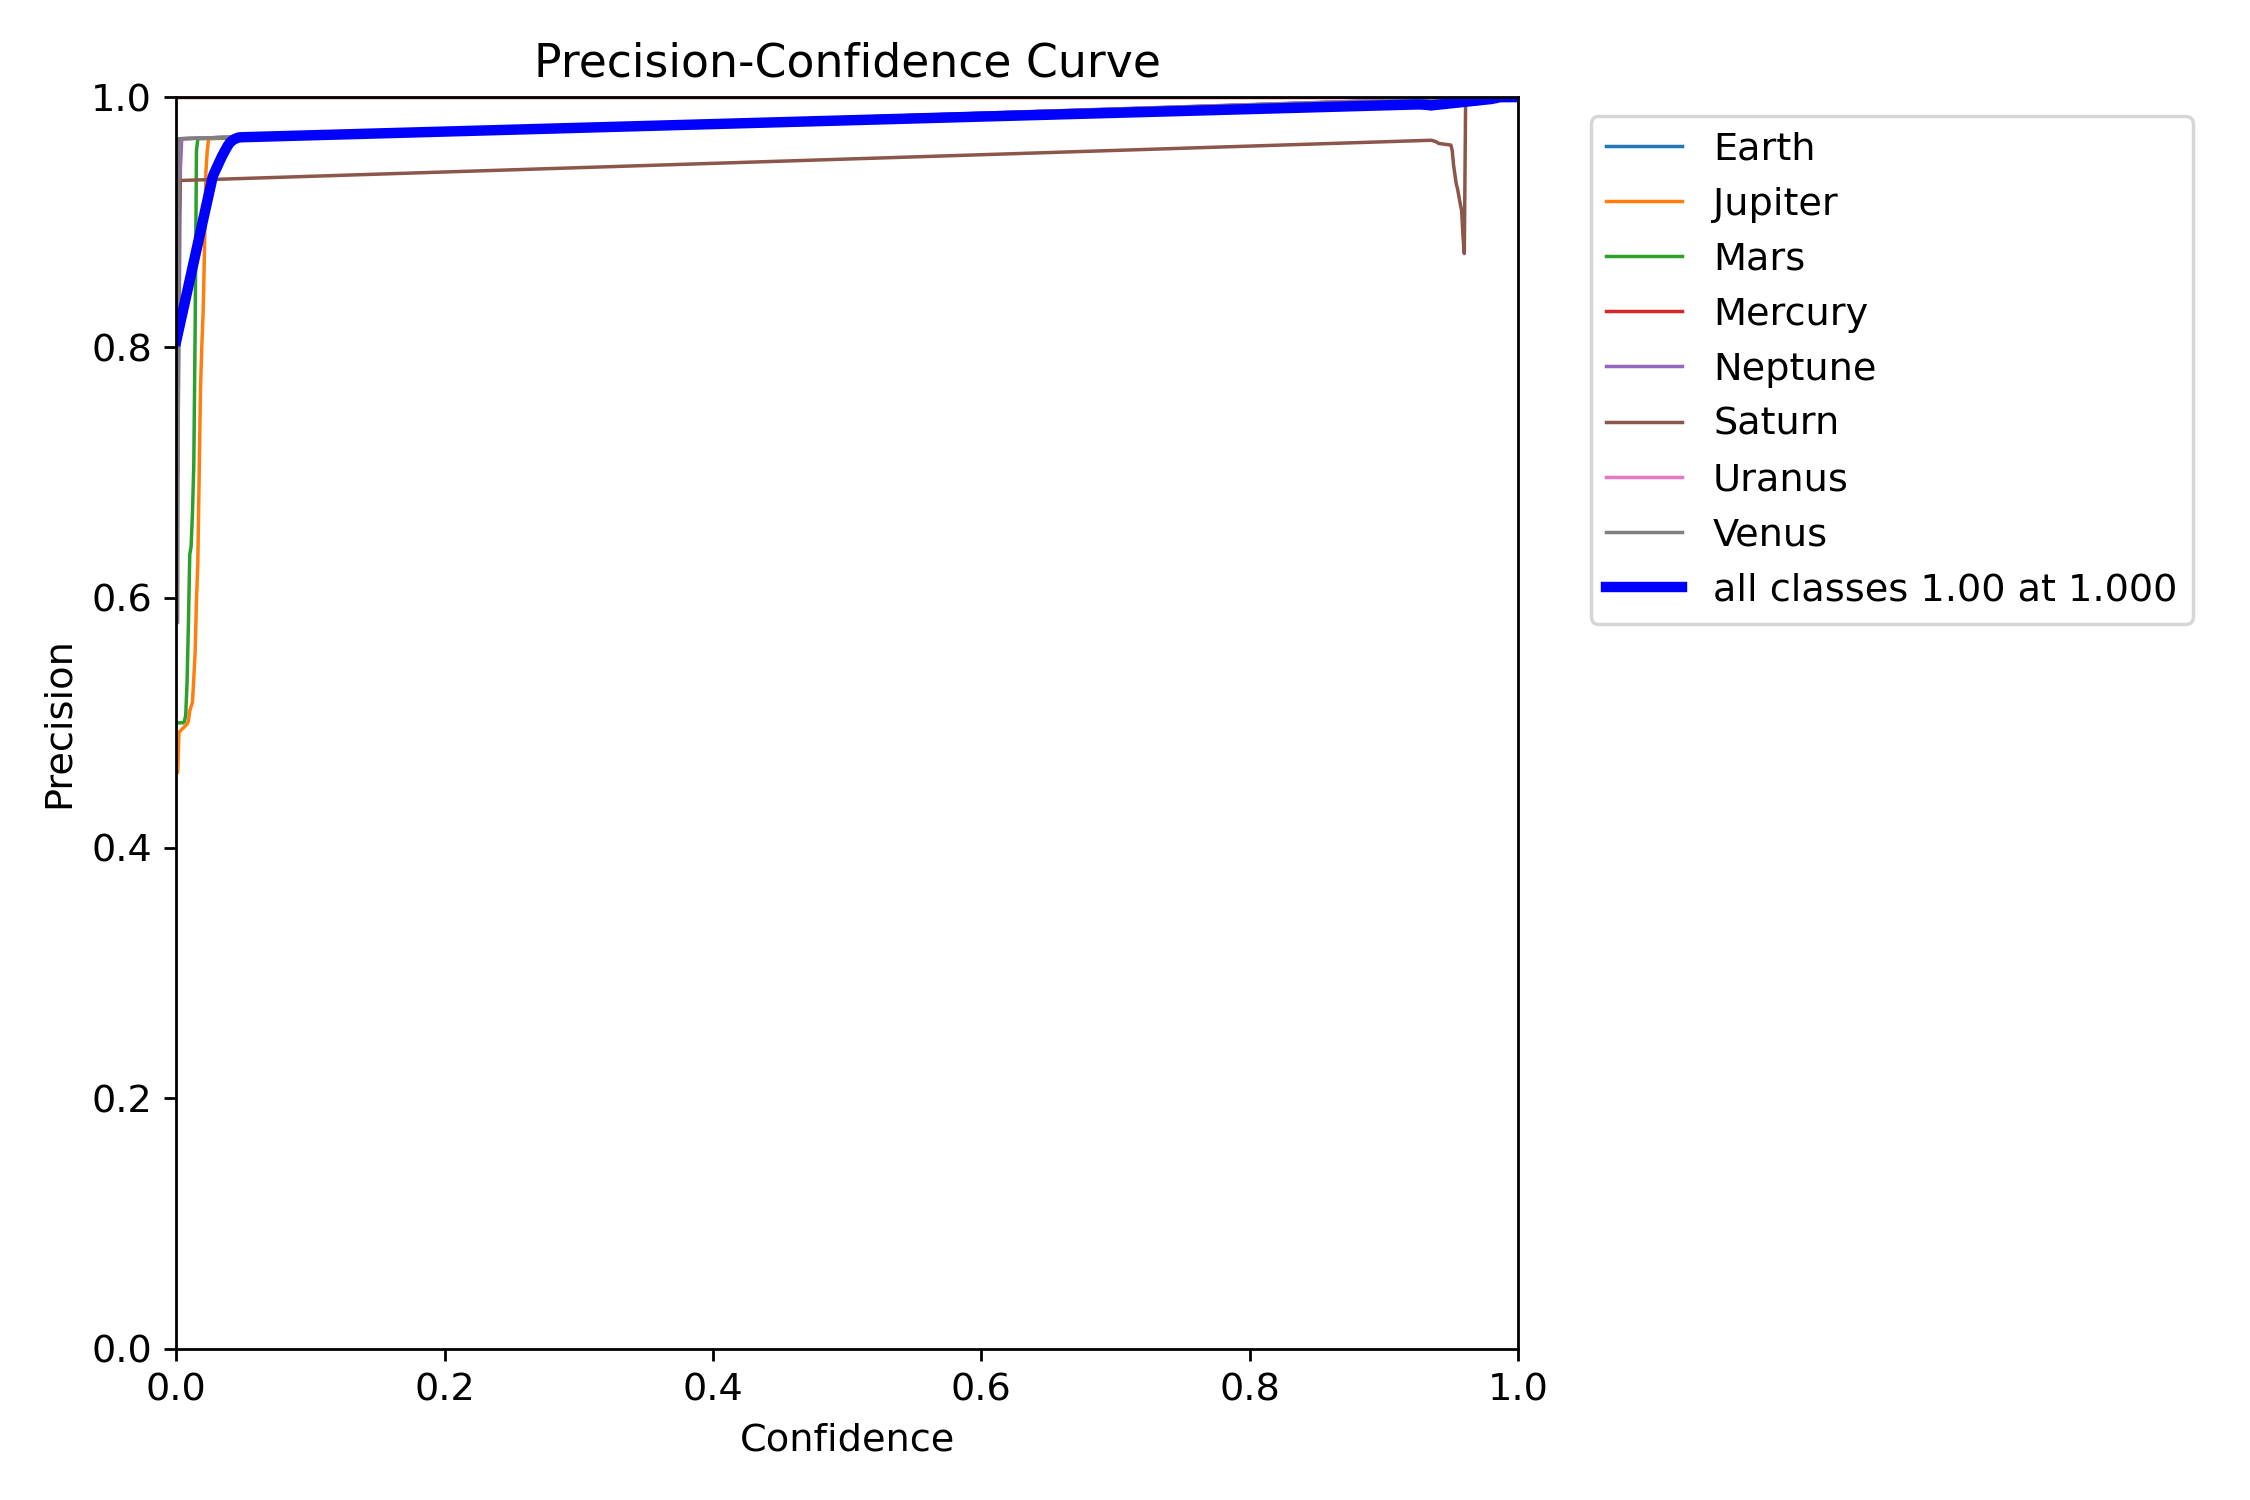 Precision-Confidence Curve
1.0
0.8
0.6
0.4
0.2
0.0
Precision
0.0 0.2 0.4 0.6 0.8 1.0
Confidence
Earth
Jupiter
Mars
Mercury
Neptune
Saturn
Uranus
Venus
all classes 1.00 at 1.000